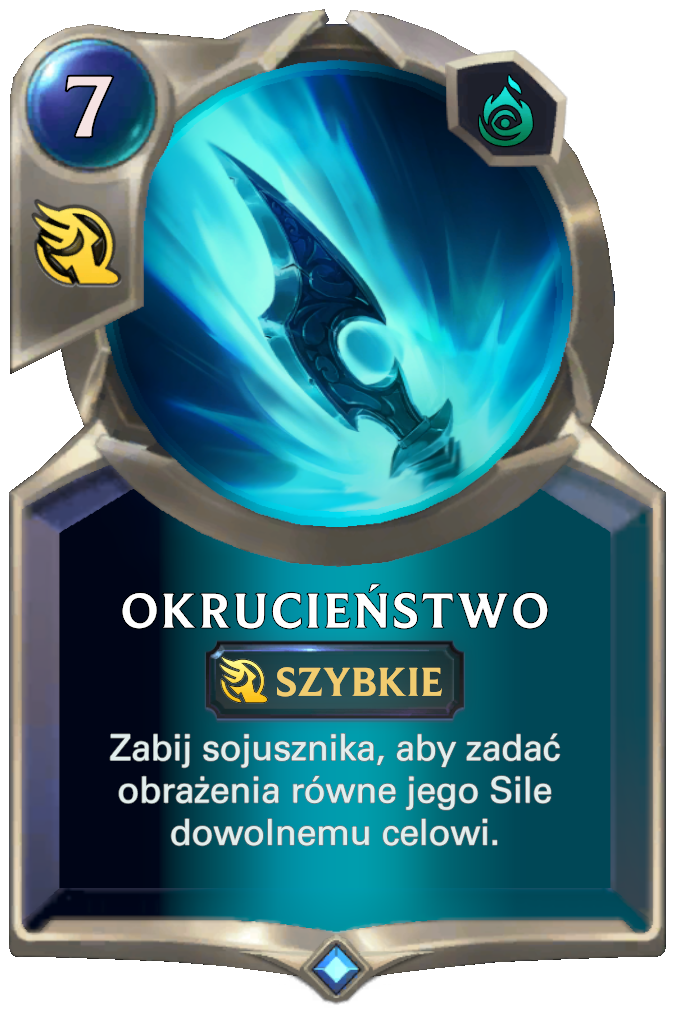 7
OKRUCIEŃSTWO
SZYBKIE
Zabij sojusznika, aby zadać
obrażenia równe jego Sile
dowolnemu celowi.